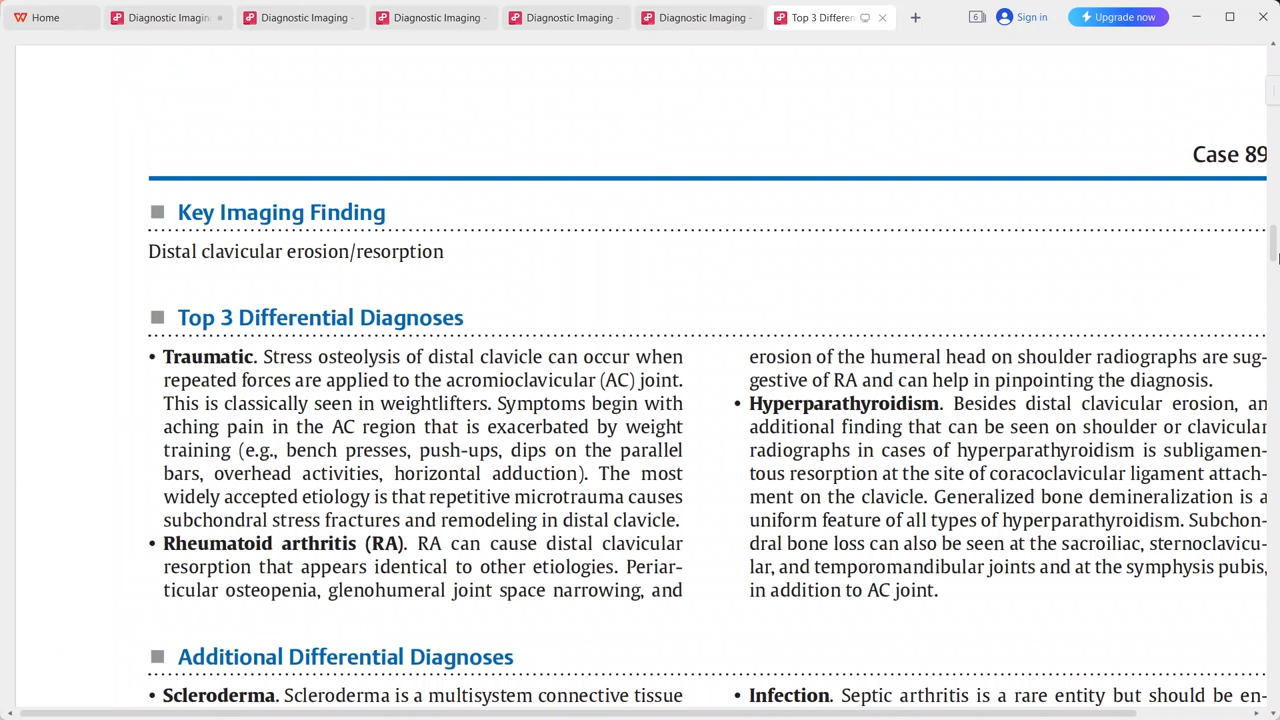 Home
Diagnostic Imaging
Diagnostic Imaging -
Diagnostic Imaging -
Diagnostic Imaging -
Diagnostic Imaging -
Top 3 Differen
6
Sign in
Upgrade now
Case 89
Key Imaging Finding
Distal clavicular erosion/resorption
Top 3 Differential Diagnoses
• Traumatic. Stress osteolysis of distal clavicle can occur when
repeated forces are applied to the acromioclavicular (AC) joint.
This is classically seen in weightlifters. Symptoms begin with
aching pain in the AC region that is exacerbated by weight
training (e.g., bench presses, push-ups, dips on the parallel
bars, overhead activities, horizontal adduction). The most
widely accepted etiology is that repetitive microtrauma causes
subchondral stress fractures and remodeling in distal clavicle.
• Rheumatoid arthritis (RA). RA can cause distal clavicular
resorption that appears identical to other etiologies. Periar-
ticular osteopenia, glenohumeral joint space narrowing, and
erosion of the humeral head on shoulder radiographs are sug-
gestive of RA and can help in pinpointing the diagnosis.
• Hyperparathyroidism. Besides distal clavicular erosion, an
additional finding that can be seen on shoulder or clavicular
radiographs in cases of hyperparathyroidism is subligamen-
tous resorption at the site of coracoclavicular ligament attach-
ment on the clavicle. Generalized bone demineralization is a
uniform feature of all types of hyperparathyroidism. Subchon-
dral bone loss can also be seen at the sacroiliac, sternoclavicu-
lar, and temporomandibular joints and at the symphysis pubis,
in addition to AC joint.
Additional Differential Diagnoses
• Scleroderma. Scleroderma is a multisystem connective tissue
• Infection. Septic arthritis is a rare entity but should be en-